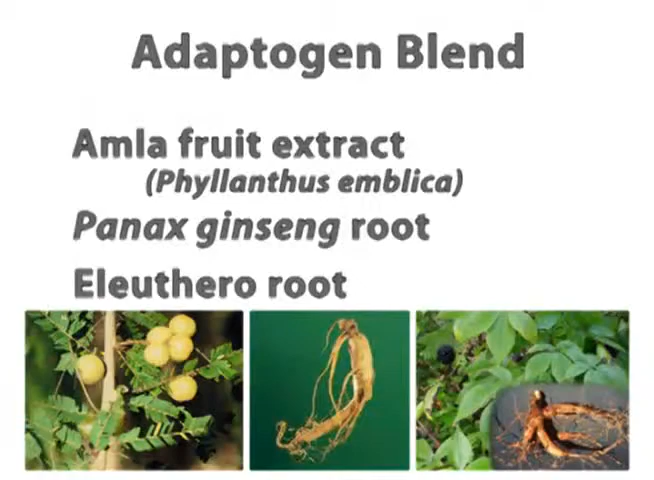 Adaptogen Blend
Amla fruit extract
(Phyllanthus emblica)
Panax ginseng root
Eleuthero root